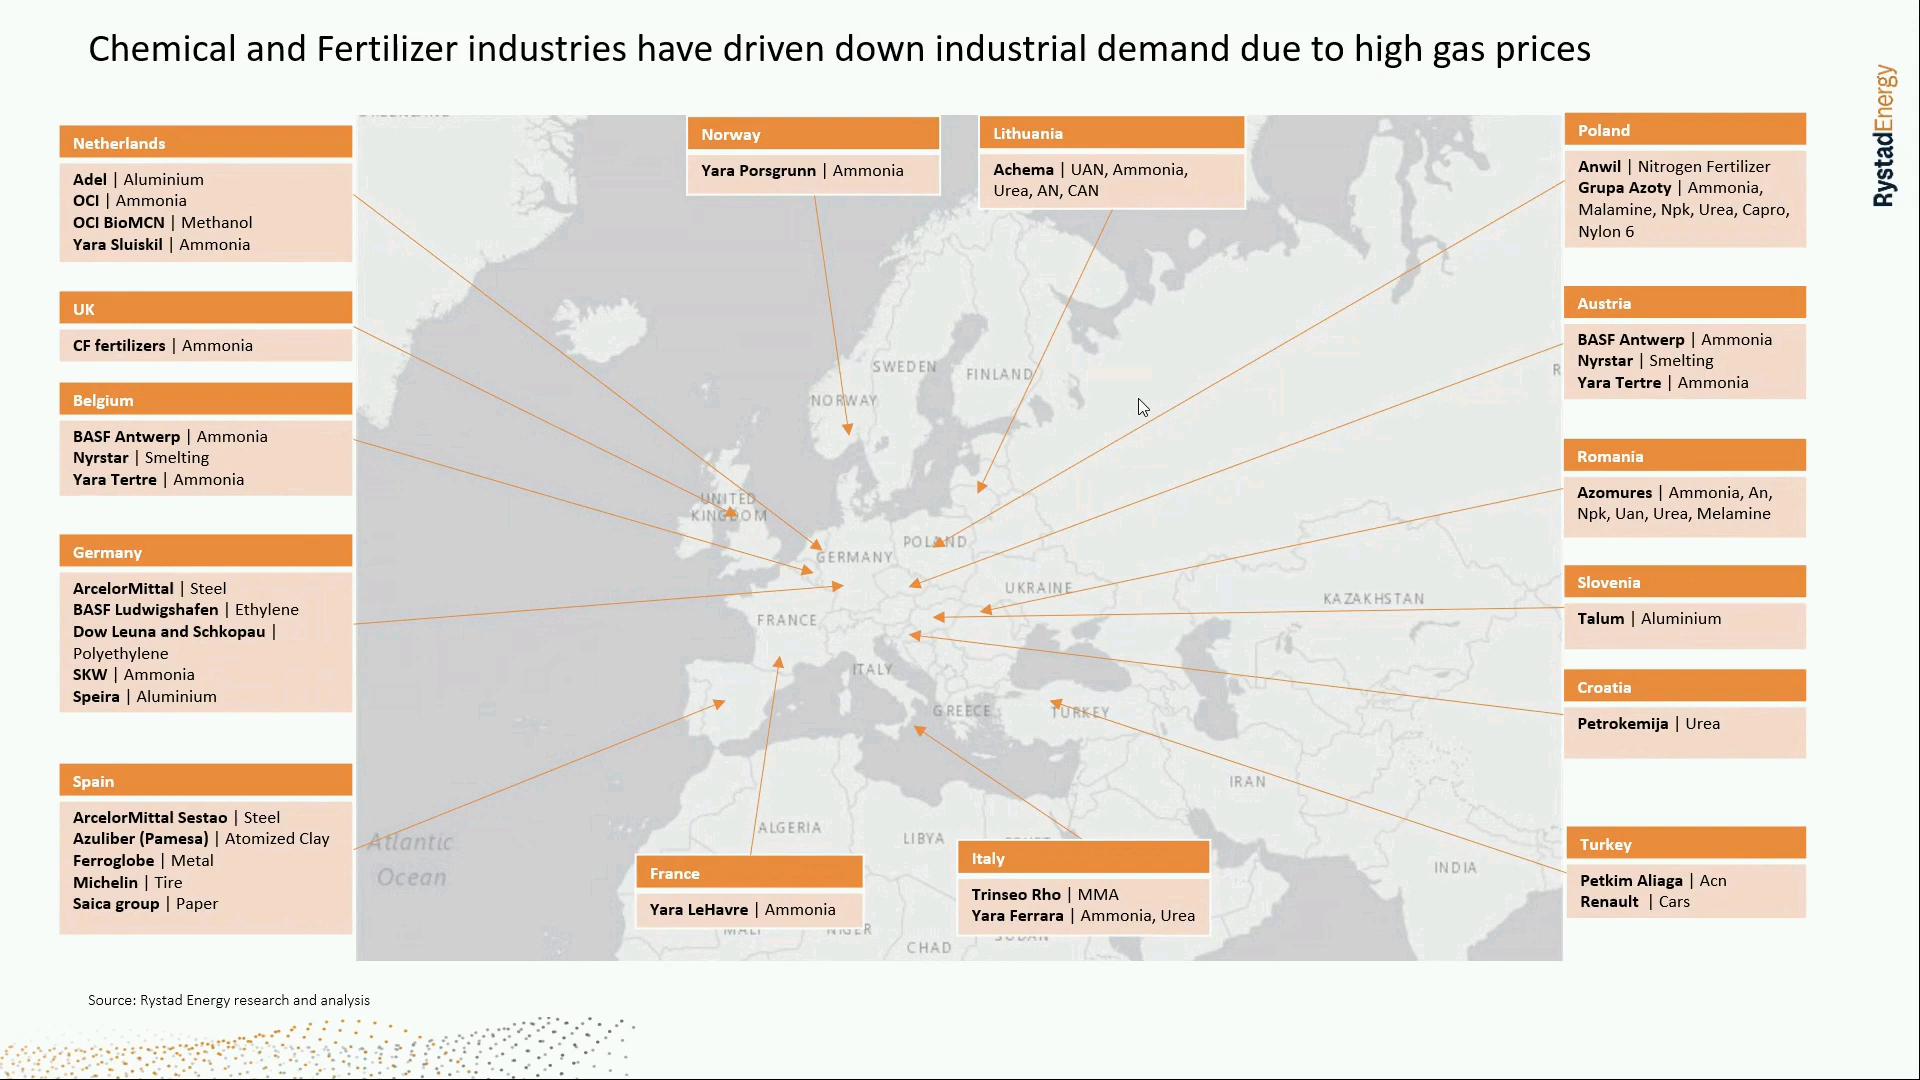 Chemical and Fertilizer industries have driven down industrial demand due to high gas prices
RystadEnergy
Netherlands
Adel | Aluminium
OCI | Ammonia
OCI BioMCN | Methanol
Yara Sluiskil | Ammonia
UK
CF fertilizers | Ammonia
Belgium
BASF Antwerp | Ammonia
Nyrstar | Smelting
Yara Tertre | Ammonia
Germany
ArcelorMittal | Steel
BASF Ludwigshafen | Ethylene
Dow Leuna and Schkopau |
Polyethylene
SKW | Ammonia
Speira | Aluminium
Spain
ArcelorMittal Sestao | Steel
Azuliber (Pamesa) | Atomized Clay
Ferroglobe | Metal
Michelin | Tire
Saica group | Paper
Norway
Yara Porsgrunn | Ammonia
Lithuania
Achema | UAN, Ammonia,
Urea, AN, CAN
SWEDEN
FINLAND
NORWAY
UNITED
KINGDOM
POLAND
GERMANY
UKRAINE
KAZAKHSTAN
FRANCE
ITALY
GREECE
TURKEY
IRAN
ALGERIA
LIBYA
INDIA
Atlantic
Ocean
MALI
NIGER
CHAD
SUDAN
France
Yara LeHavre | Ammonia
Italy
Trinseo Rho | MMA
Yara Ferrara | Ammonia, Urea
Poland
Anwil | Nitrogen Fertilizer
Grupa Azoty | Ammonia,
Malamine, Npk, Urea, Capro,
Nylon 6
Austria
BASF Antwerp | Ammonia
Nyrstar | Smelting
Yara Tertre | Ammonia
Romania
Azomures | Ammonia, An,
Npk, Uan, Urea, Melamine
Slovenia
Talum | Aluminium
Croatia
Petrokemija | Urea
Turkey
Petkim Aliaga | Acn
Renault | Cars
Source: Rystad Energy research and analysis